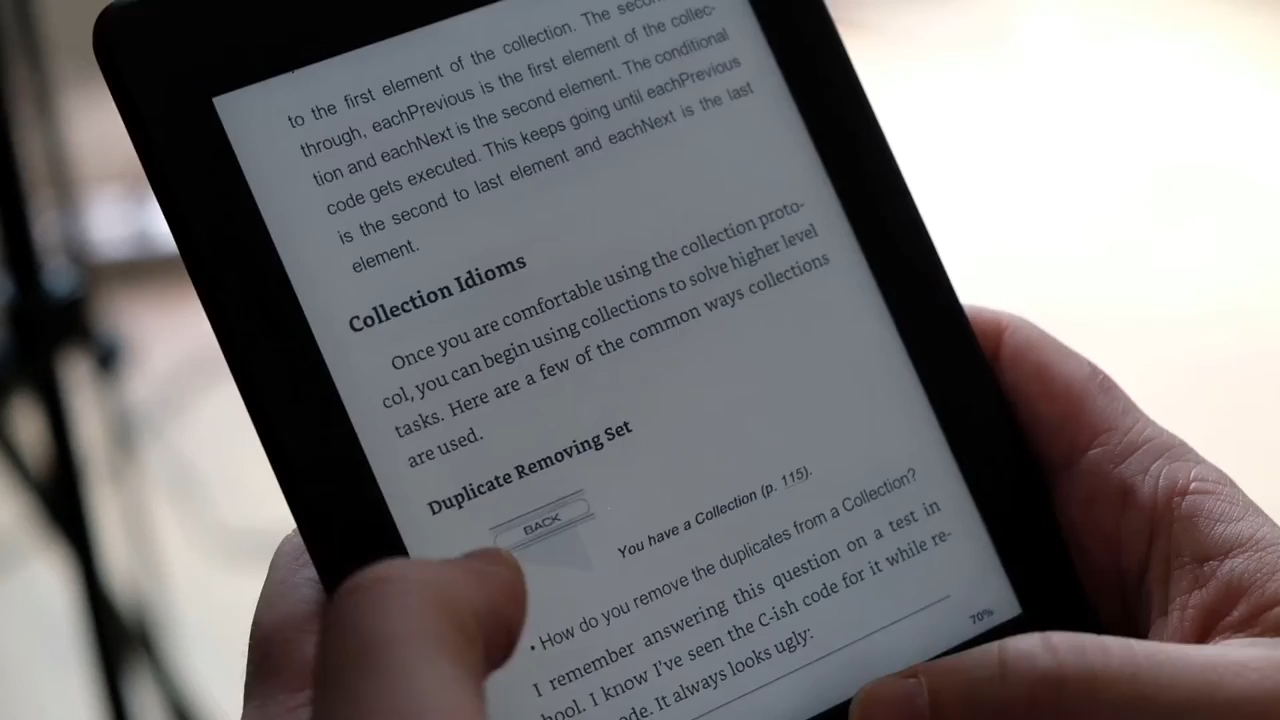 to the first element of the collection. The
through, eachPrevious is the first element of the collec-
tion and eachNext is the second element. The conditional
code gets executed. This keeps going until eachPrevious
is the second to last element and eachNext is the last
element.
Collection Idioms
Once you are comfortable using the collection proto-
col, you can begin using collections to solve higher level
tasks. Here are a few of the common ways collections
are used.
Duplicate Removing Set
BACK
You have a Collection (p. 115).
• How do you remove the duplicates from a Collection?
I remember answering this question on a test in
hool. I know I've seen the C-ish code for it while re-
ode. It always looks ugly:
70%